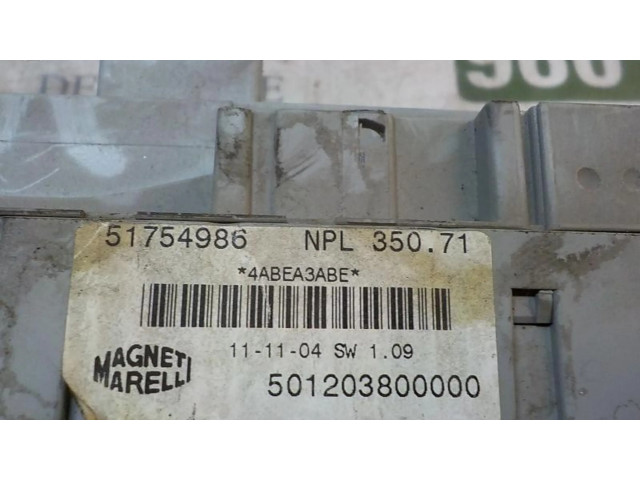 51754986 NPL 350.71
*4ABEA3ABE*
11-11-04 SW 1.09
MAGNETI
MARELLI
501203800000